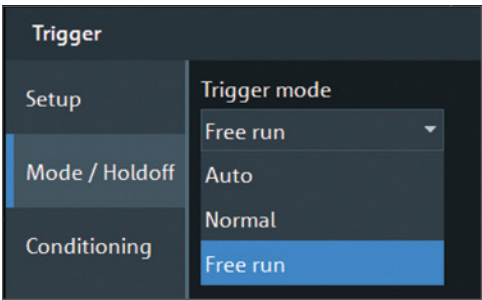 Trigger
Setup
Mode / Holdoff
Conditioning
Trigger mode
Free run
Auto
Normal
Free run